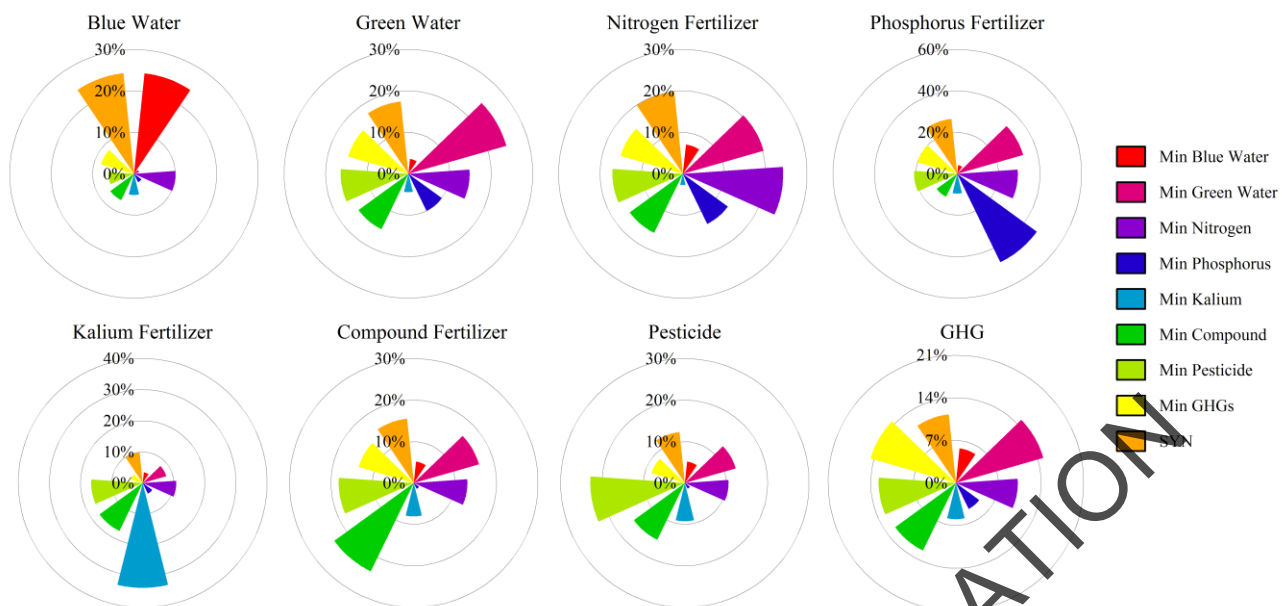 Blue Water
30%
20%
10%
0%
Green Water
30%
20%
10%
0%
Nitrogen Fertilizer
30%
20%
10%
0%
Phosphorus Fertilizer
60%
40%
20%
0%
Min Blue Water
Min Green Water
Min Nitrogen
Min Phosphorus
Min Kalium
Min Compound
Min Pesticide
Min GHGs
SYN
Kalium Fertilizer
40%
30%
20%
10%
0%
Compound Fertilizer
30%
20%
10%
0%
Pesticide
30%
20%
10%
0%
GHG
21%
14%
7%
0%
ATION